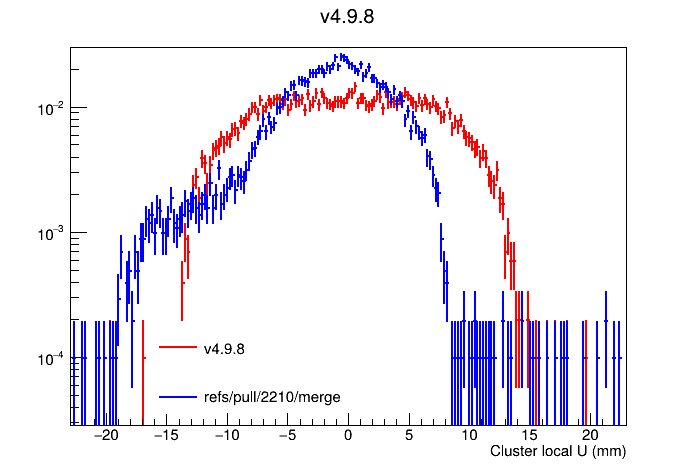 v4.9.8
10⁻²
10⁻³
10⁻⁴
v4.9.8
refs/pull/2210/merge
−20 −15 −10 −5 0 5 10 15 20
Cluster local U (mm)